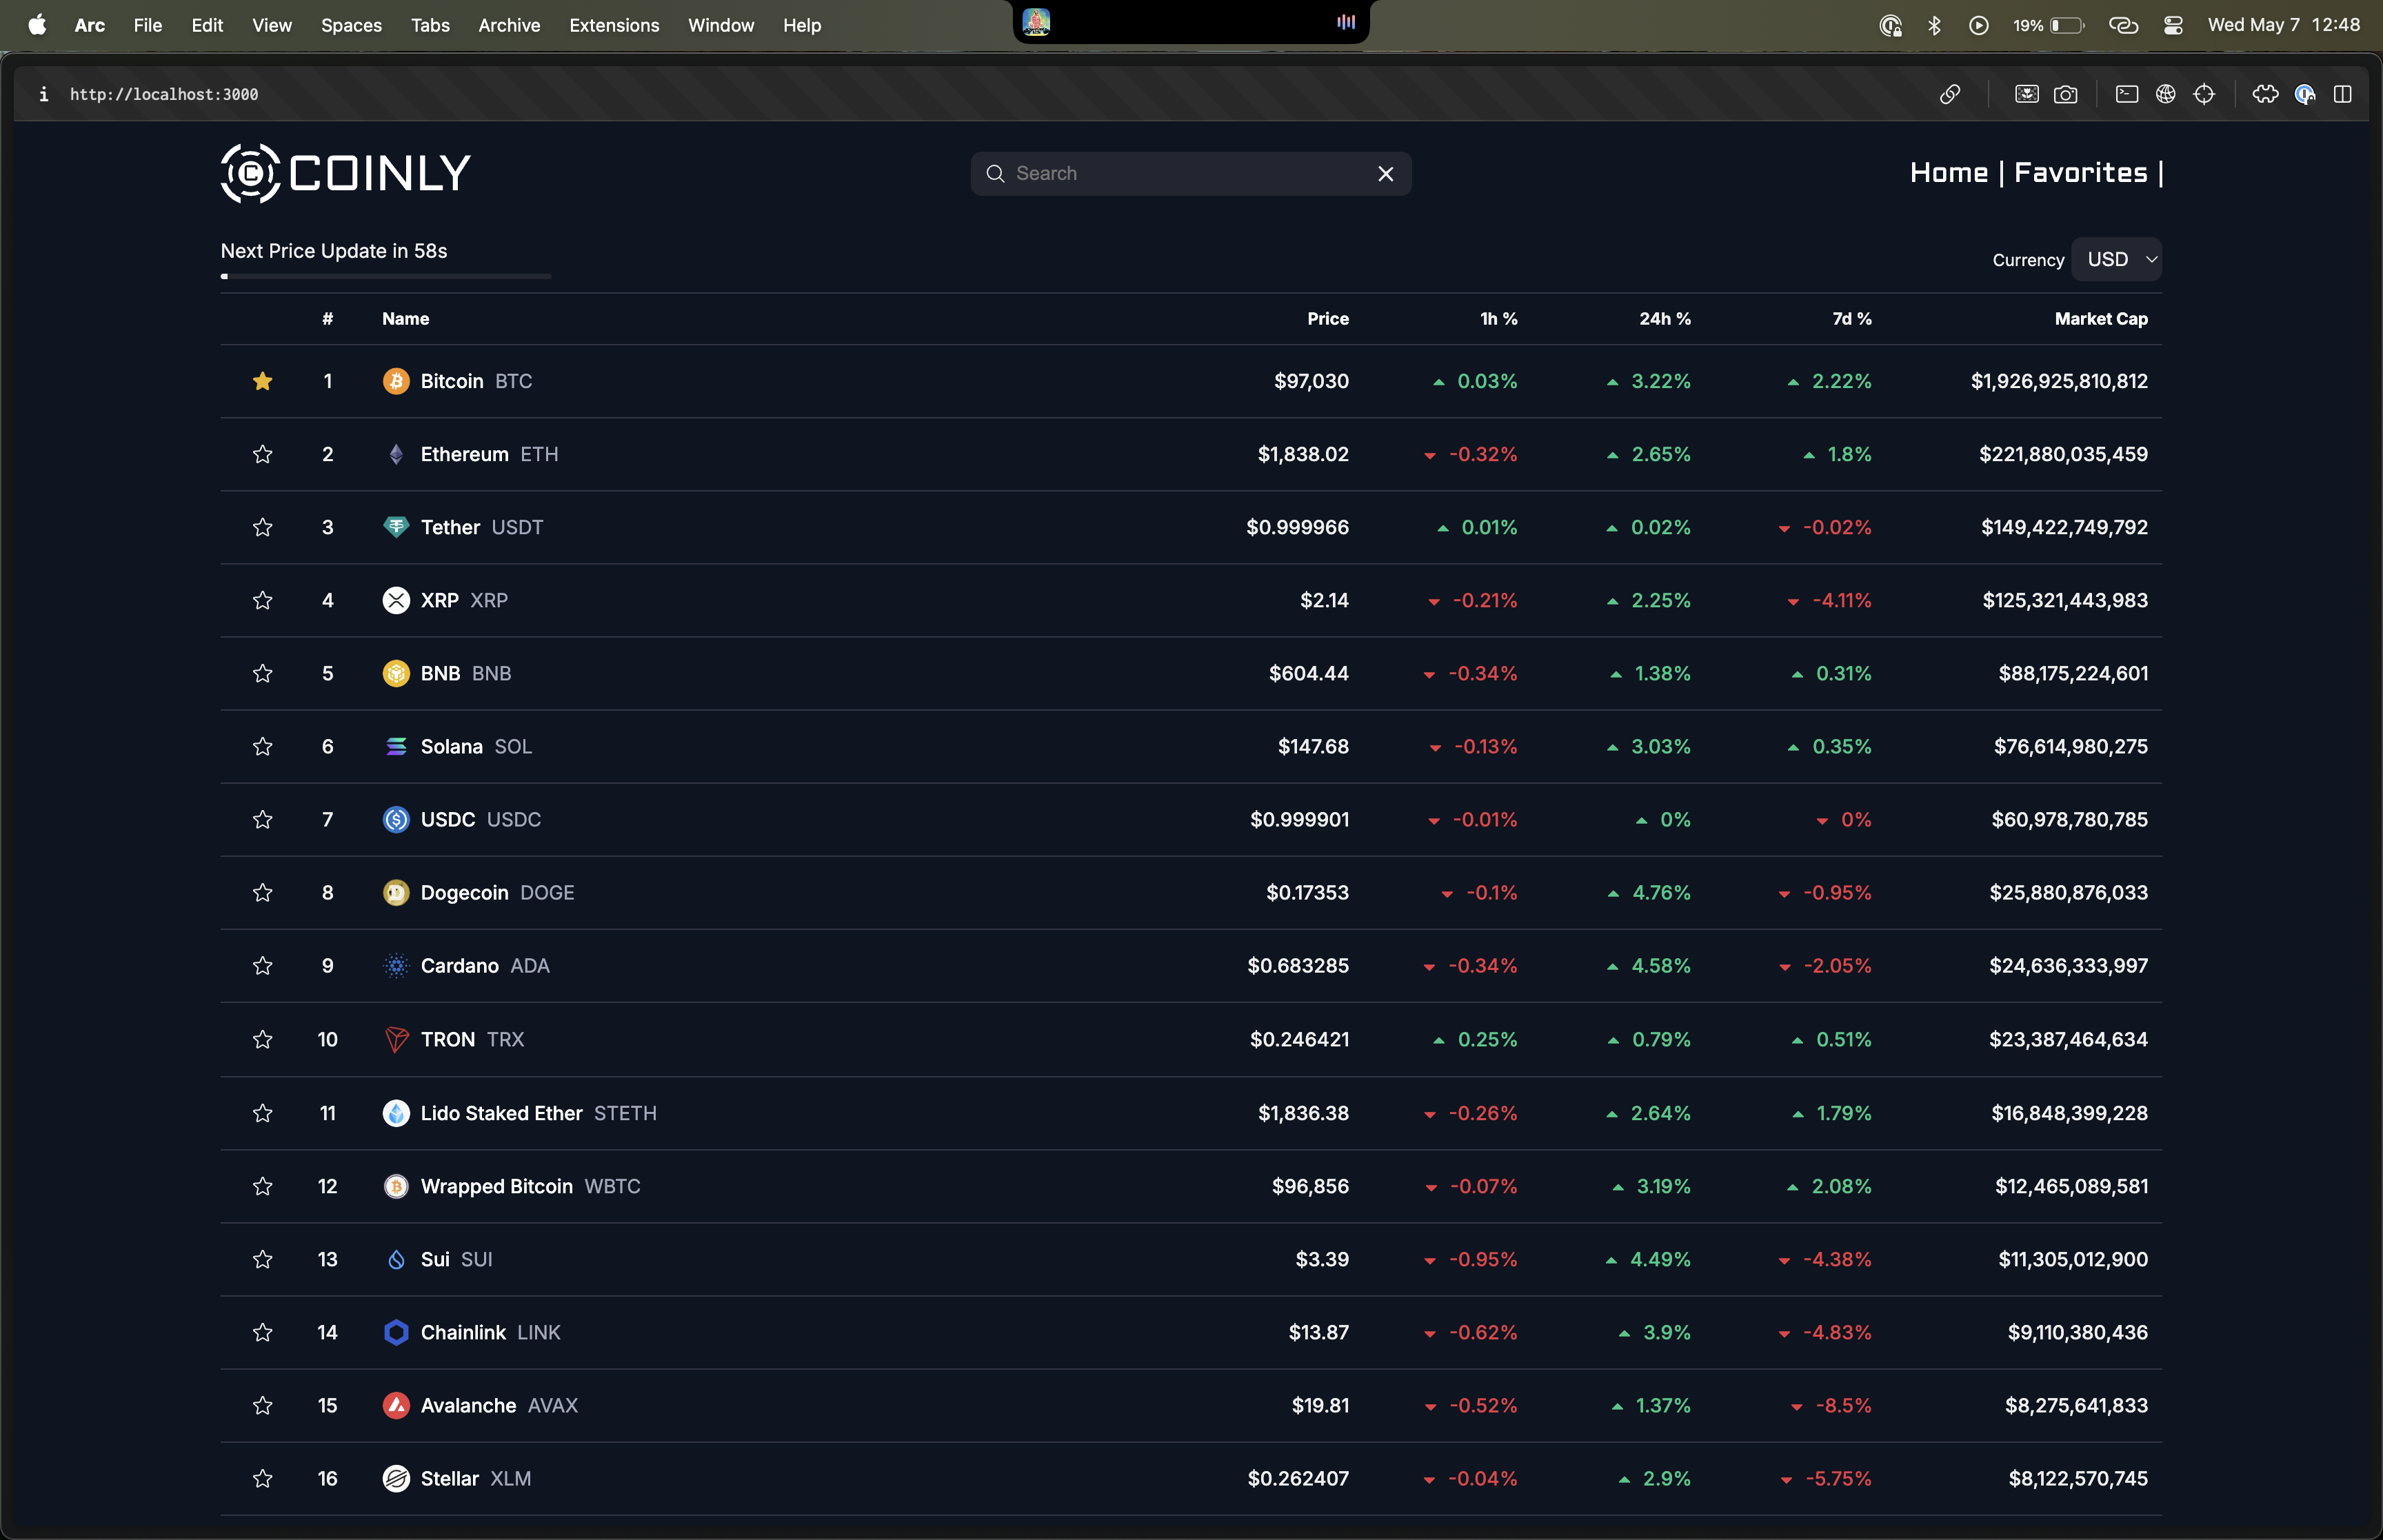 Arc File Edit View Spaces Tabs Archive Extensions Window Help 19% Wed May 7 12:48
http://localhost:3000
COINLY Search Home | Favorites |
Next Price Update in 58s
Currency USD
# Name Price 1h % 24h % 7d % Market Cap
1 Bitcoin BTC $97,030 0.03% 3.22% 2.22% $1,926,925,810,812
2 Ethereum ETH $1,838.02 -0.32% 2.65% 1.8% $221,880,035,459
3 Tether USDT $0.999966 0.01% 0.02% -0.02% $149,422,749,792
4 XRP XRP $2.14 -0.21% 2.25% -4.11% $125,321,443,983
5 BNB BNB $604.44 -0.34% 1.38% 0.31% $88,175,224,601
6 Solana SOL $147.68 -0.13% 3.03% 0.35% $76,614,980,275
7 USDC USDC $0.999901 -0.01% 0% 0% $60,978,780,785
8 Dogecoin DOGE $0.17353 -0.1% 4.76% -0.95% $25,880,876,033
9 Cardano ADA $0.683285 -0.34% 4.58% -2.05% $24,636,333,997
10 TRON TRX $0.246421 0.25% 0.79% 0.51% $23,387,464,634
11 Lido Staked Ether STETH $1,836.38 -0.26% 2.64% 1.79% $16,848,399,228
12 Wrapped Bitcoin WBTC $96,856 -0.07% 3.19% 2.08% $12,465,089,581
13 Sui SUI $3.39 -0.95% 4.49% -4.38% $11,305,012,900
14 Chainlink LINK $13.87 -0.62% 3.9% -4.83% $9,110,380,436
15 Avalanche AVAX $19.81 -0.52% 1.37% -8.5% $8,275,641,833
16 Stellar XLM $0.262407 -0.04% 2.9% -5.75% $8,122,570,745